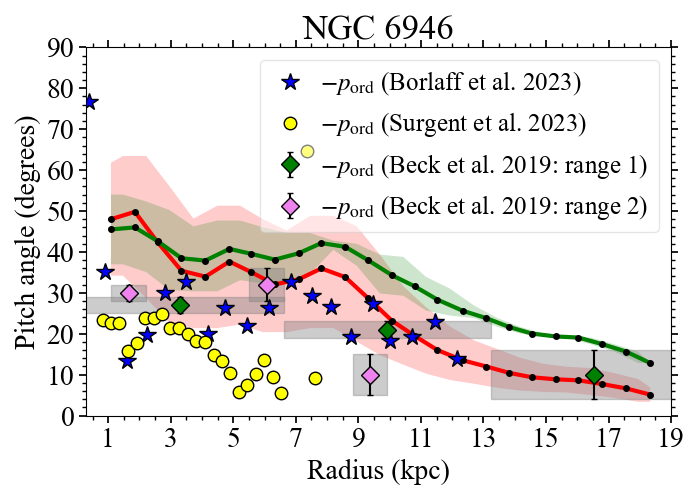 NGC 6946
90
80
70
60
50
40
30
20
10
0
Pitch angle (degrees)
−p_ord (Borlaff et al. 2023)
−p_ord (Surgent et al. 2023)
−p_ord (Beck et al. 2019: range 1)
−p_ord (Beck et al. 2019: range 2)
1 3 5 7 9 11 13 15 17 19
Radius (kpc)